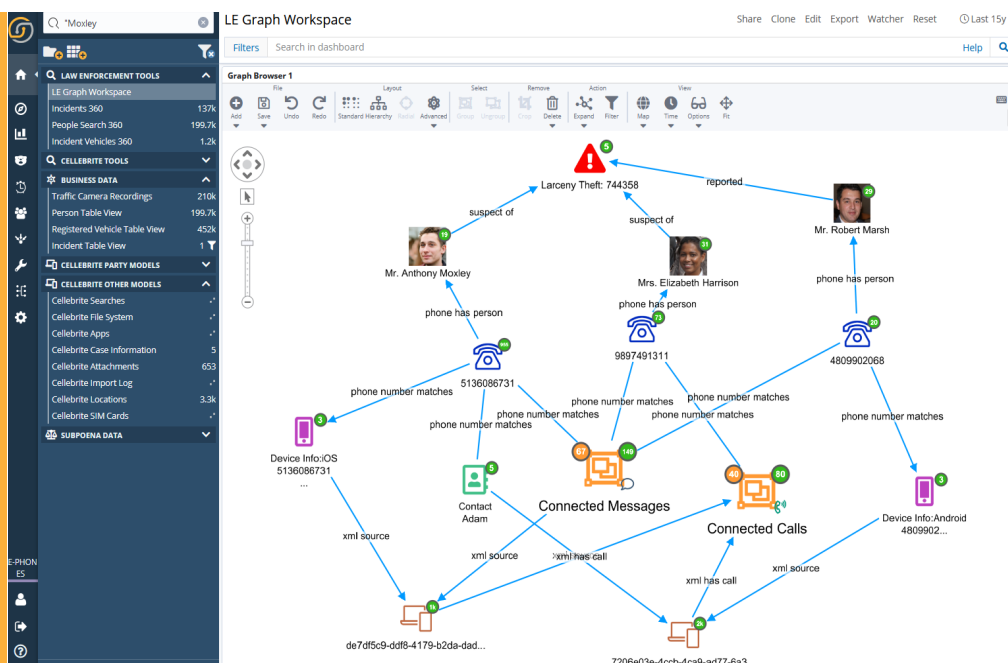 "Moxley
LE Graph Workspace
Share Clone Edit Export Watcher Reset Last 15y
Filters Search in dashboard Help
LAW ENFORCEMENT TOOLS
LE Graph Workspace
Incidents 360 137k
People Search 360 199.7k
Incident Vehicles 360 1.2k
CELLEBRITE TOOLS
BUSINESS DATA
Traffic Camera Recordings 210k
Person Table View 199.7k
Registered Vehicle Table View 452k
Incident Table View 1
CELLEBRITE PARTY MODELS
CELLEBRITE OTHER MODELS
Cellebrite Searches
Cellebrite File System
Cellebrite Apps
Cellebrite Case Information 5
Cellebrite Attachments 653
Cellebrite Import Log
Cellebrite Locations 3.3k
Cellebrite SIM Cards
SUBPOENA DATA
E-PHON
ES
Graph Browser 1
File Layout Select Remove Action View
Add Save Undo Redo Standard Hierarchy Radial Advanced Group Ungroup Crop Delete Expand Filter Map Time Options Fit
5
Larceny Theft: 744358
reported
29
suspect of
suspect of
Mr. Robert Marsh
19
31
Mr. Anthony Moxley
Mrs. Elizabeth Harrison
phone has person
phone has person
phone has person
73
20
9897491311
4809902068
5136086731
phone number matches
phone number matches
phone number matches
phone number matches
phone number matches
phone number matches
phone number matches
3
Device Info:iOS
5136086731
...
5
Contact
Adam
67 149
Connected Messages
40 80
Connected Calls
3
Device Info:Android
4809902...
xml source
xml source
xml has call
xml has call
xml source
1k
de7df5c9-ddf8-4179-b2da-dad...
2k
7206e03e-4ccb-4ca9-ad77-6a3